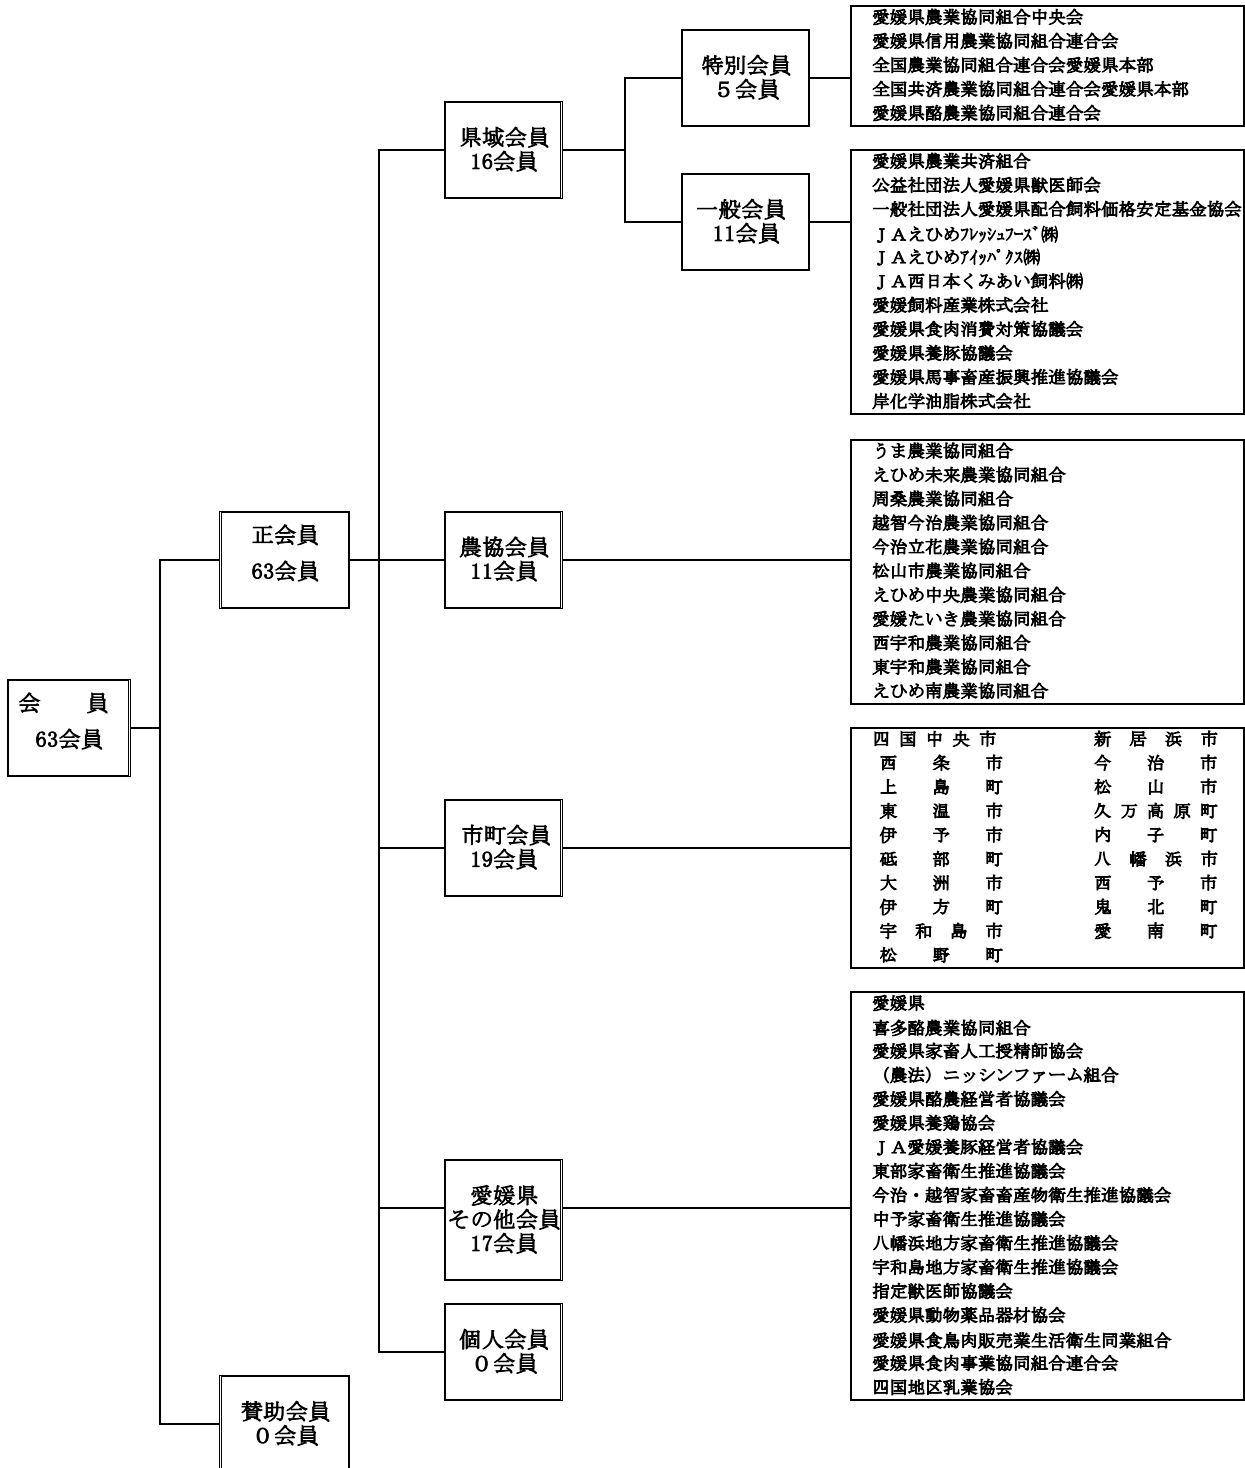 会　　員
63会員
正会員
63会員
賛助会員
０会員
県域会員
16会員
特別会員
５会員
愛媛県農業協同組合中央会
愛媛県信用農業協同組合連合会
全国農業協同組合連合会愛媛県本部
全国共済農業協同組合連合会愛媛県本部
愛媛県酪農業協同組合連合会
一般会員
11会員
愛媛県農業共済組合
公益社団法人愛媛県獣医師会
一般社団法人愛媛県配合飼料価格安定基金協会
ＪＡえひめﾌﾚｯｼｭﾌｰｽﾞ㈱
ＪＡえひめｱｲｯﾊﾟｸｽ㈱
ＪＡ西日本くみあい飼料㈱
愛媛飼料産業株式会社
愛媛県食肉消費対策協議会
愛媛県養豚協議会
愛媛県馬事畜産振興推進協議会
岸化学油脂株式会社
農協会員
11会員
うま農業協同組合
えひめ未来農業協同組合
周桑農業協同組合
越智今治農業協同組合
今治立花農業協同組合
松山市農業協同組合
えひめ中央農業協同組合
愛媛たいき農業協同組合
西宇和農業協同組合
東宇和農業協同組合
えひめ南農業協同組合
市町会員
19会員
四国中央市　新居浜市
西条市　今治市
上島町　松山市
東温市　久万高原町
伊予市　内子町
砥部町　八幡浜市
大洲市　西予市
伊方町　鬼北町
宇和島市　愛南町
松野町
愛媛県
その他会員
17会員
愛媛県
喜多酪農業協同組合
愛媛県家畜人工授精師協会
（農法）ニッシンファーム組合
愛媛県酪農経営者協議会
愛媛県養鶏協会
ＪＡ愛媛養豚経営者協議会
東部家畜衛生推進協議会
今治・越智家畜畜産物衛生推進協議会
中予家畜衛生推進協議会
八幡浜地方家畜衛生推進協議会
宇和島地方家畜衛生推進協議会
指定獣医師協議会
愛媛県動物薬品器材協会
愛媛県食鳥肉販売業生活衛生同業組合
愛媛県食肉事業協同組合連合会
四国地区乳業協会
個人会員
０会員